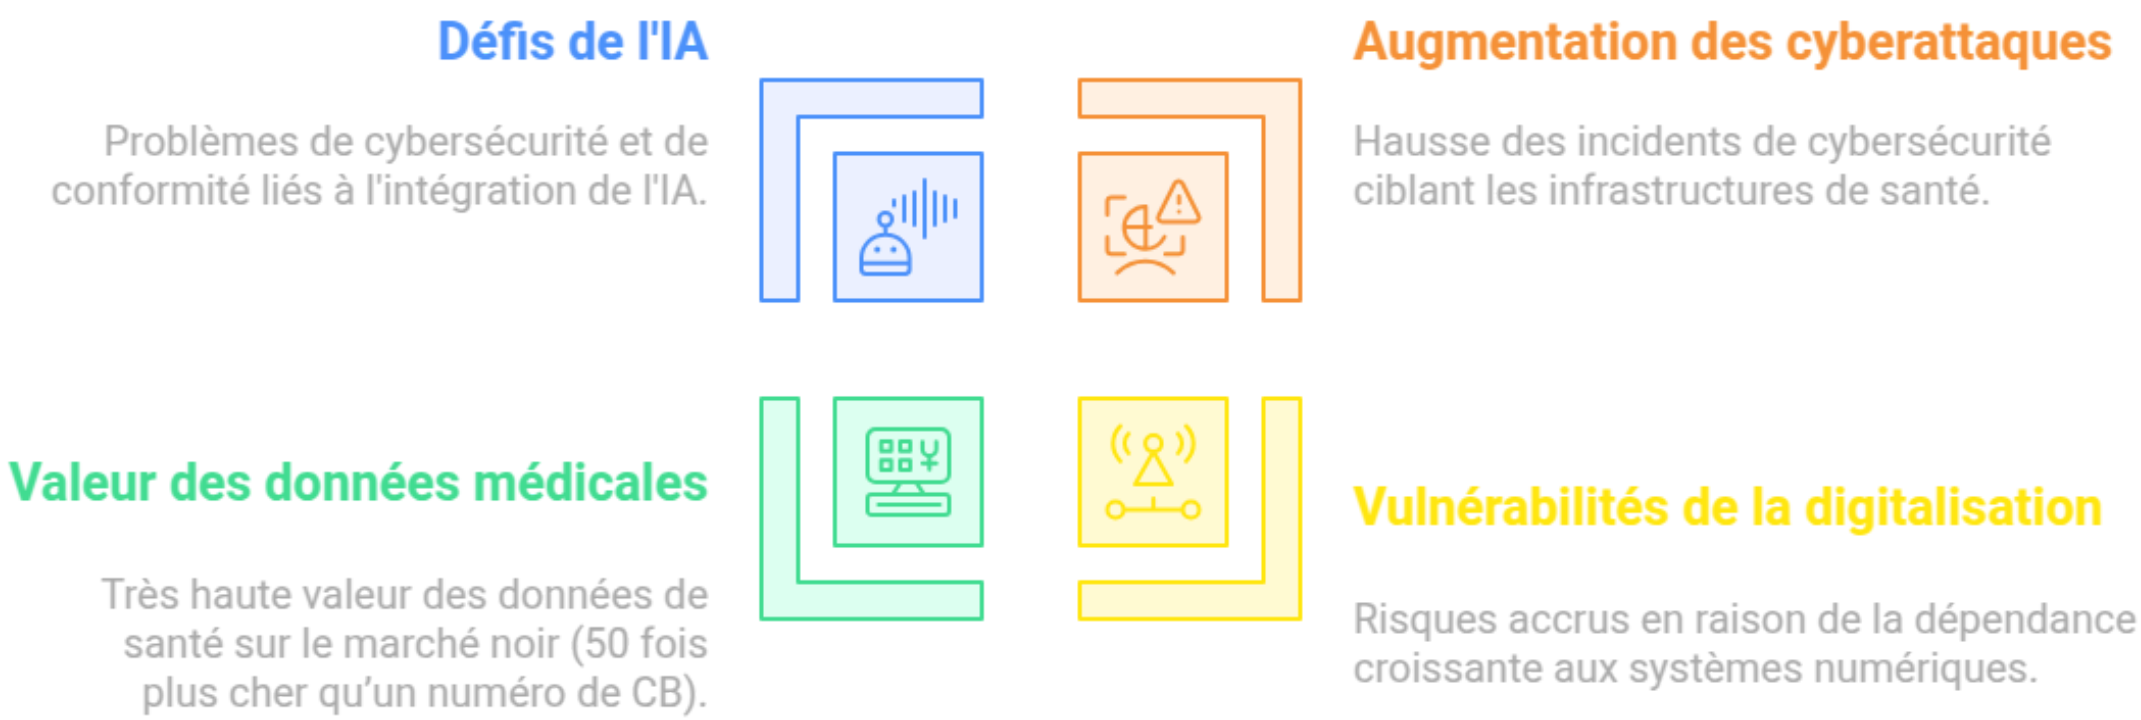 Défis de l'IA
Problèmes de cybersécurité et de
conformité liés à l'intégration de l'IA.
Augmentation des cyberattaques
Hausse des incidents de cybersécurité
ciblant les infrastructures de santé.
Valeur des données médicales
Très haute valeur des données de
santé sur le marché noir (50 fois
plus cher qu’un numéro de CB).
Vulnérabilités de la digitalisation
Risques accrus en raison de la dépendance
croissante aux systèmes numériques.